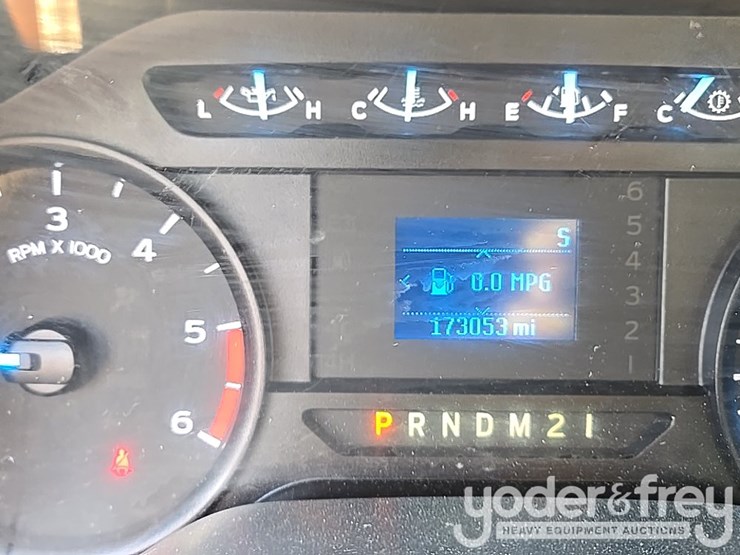 L H C H E F C
3
RPM X 1000
4
5
6
S
0.0 MPG
173053 mi
6
5
4
3
2
1
P R N D M 2 1
yoder&frey
HEAVY EQUIPMENT AUCTIONS